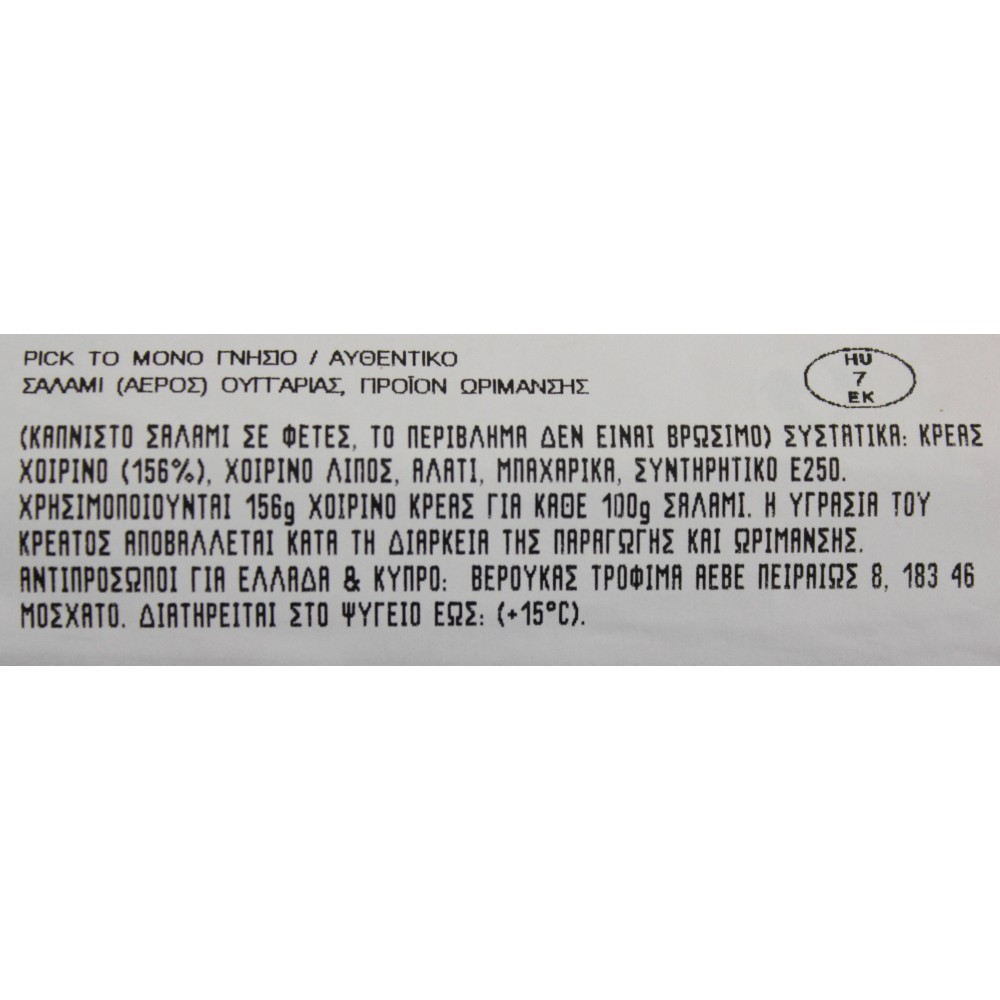 PICK ΤΟ ΜΟΝΟ ΓΝΗΣΙΟ / ΑΥΘΕΝΤΙΚΟ
ΣΑΛΑΜΙ (ΑΕΡΟΣ) ΟΥΓΓΑΡΙΑΣ, ΠΡΟΪΟΝ ΩΡΙΜΑΝΣΗΣ
HU
7
EK
(ΚΑΠΝΙΣΤΟ ΣΑΛΑΜΙ ΣΕ ΦΕΤΕΣ, ΤΟ ΠΕΡΙΒΛΗΜΑ ΔΕΝ ΕΙΝΑΙ ΒΡΩΣΙΜΟ) ΣΥΣΤΑΤΙΚΑ: ΚΡΕΑΣ
ΧΟΙΡΙΝΟ (156%), ΧΟΙΡΙΝΟ ΛΙΠΟΣ, ΑΛΑΤΙ, ΜΠΑΧΑΡΙΚΑ, ΣΥΝΤΗΡΗΤΙΚΟ Ε250.
ΧΡΗΣΙΜΟΠΟΙΟΥΝΤΑΙ 156g ΧΟΙΡΙΝΟ ΚΡΕΑΣ ΓΙΑ ΚΑΘΕ 100g ΣΑΛΑΜΙ. Η ΥΓΡΑΣΙΑ ΤΟΥ
ΚΡΕΑΤΟΣ ΑΠΟΒΑΛΛΕΤΑΙ ΚΑΤΑ ΤΗ ΔΙΑΡΚΕΙΑ ΤΗΣ ΠΑΡΑΓΩΓΗΣ ΚΑΙ ΩΡΙΜΑΝΣΗΣ.
ΑΝΤΙΠΡΟΣΩΠΟΙ ΓΙΑ ΕΛΛΑΔΑ & ΚΥΠΡΟ: ΒΕΡΟΥΚΑΣ ΤΡΟΦΙΜΑ ΑΕΒΕ ΠΕΙΡΑΙΩΣ 8, 183 46
ΜΟΣΧΑΤΟ. ΔΙΑΤΗΡΕΙΤΑΙ ΣΤΟ ΨΥΓΕΙΟ ΕΩΣ: (+15°C).